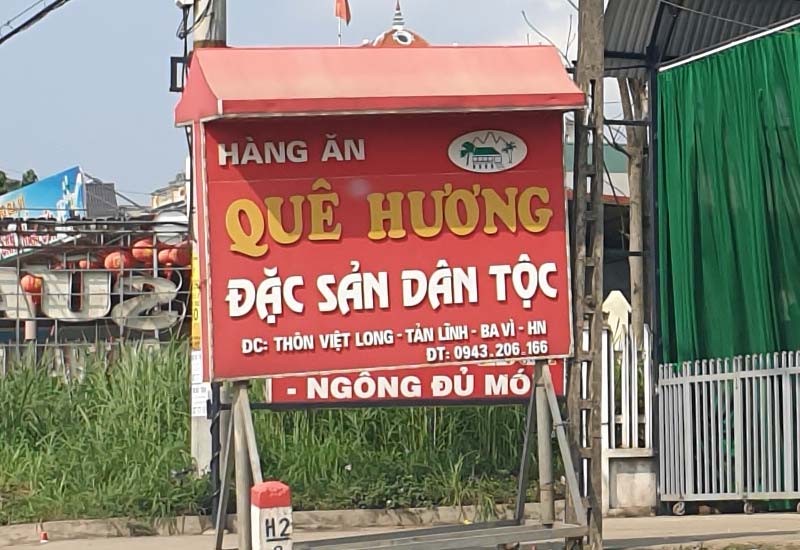 HÀNG ĂN
QUÊ HƯƠNG
ĐẶC SẢN DÂN TỘC
ĐC: THÔN VIỆT LONG - TẢN LĨNH - BA VÌ - HN
ĐT: 0943.206.166
- NGÔNG ĐỦ MÓ
H2